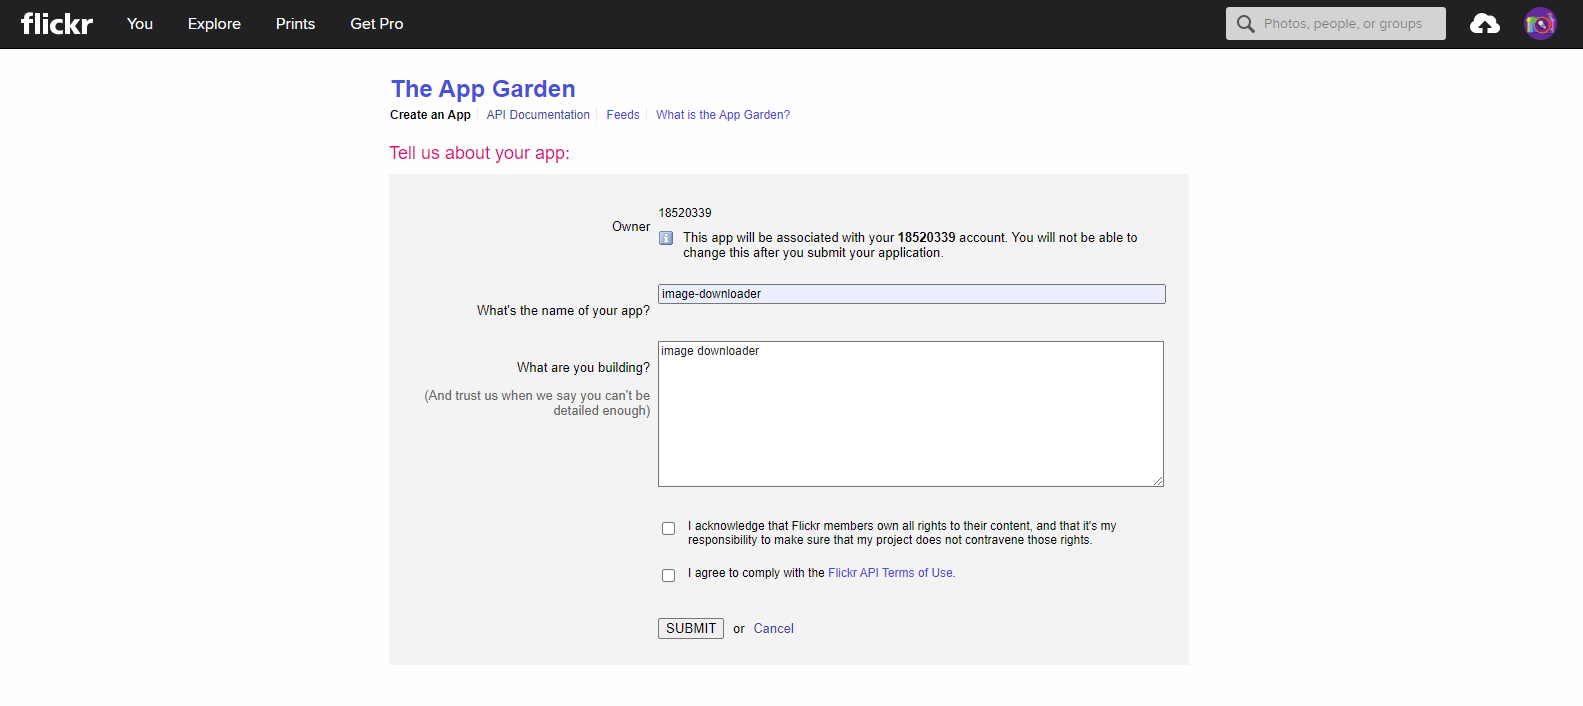 flickr You Explore Prints Get Pro Photos, people, or groups
The App Garden
Create an App API Documentation Feeds What is the App Garden?
Tell us about your app:
Owner
18520339
This app will be associated with your 18520339 account. You will not be able to
change this after you submit your application.
What's the name of your app?
image-downloader
What are you building?
(And trust us when we say you can't be
detailed enough)
image downloader
I acknowledge that Flickr members own all rights to their content, and that it's my
responsibility to make sure that my project does not contravene those rights.
I agree to comply with the Flickr API Terms of Use.
SUBMIT or Cancel